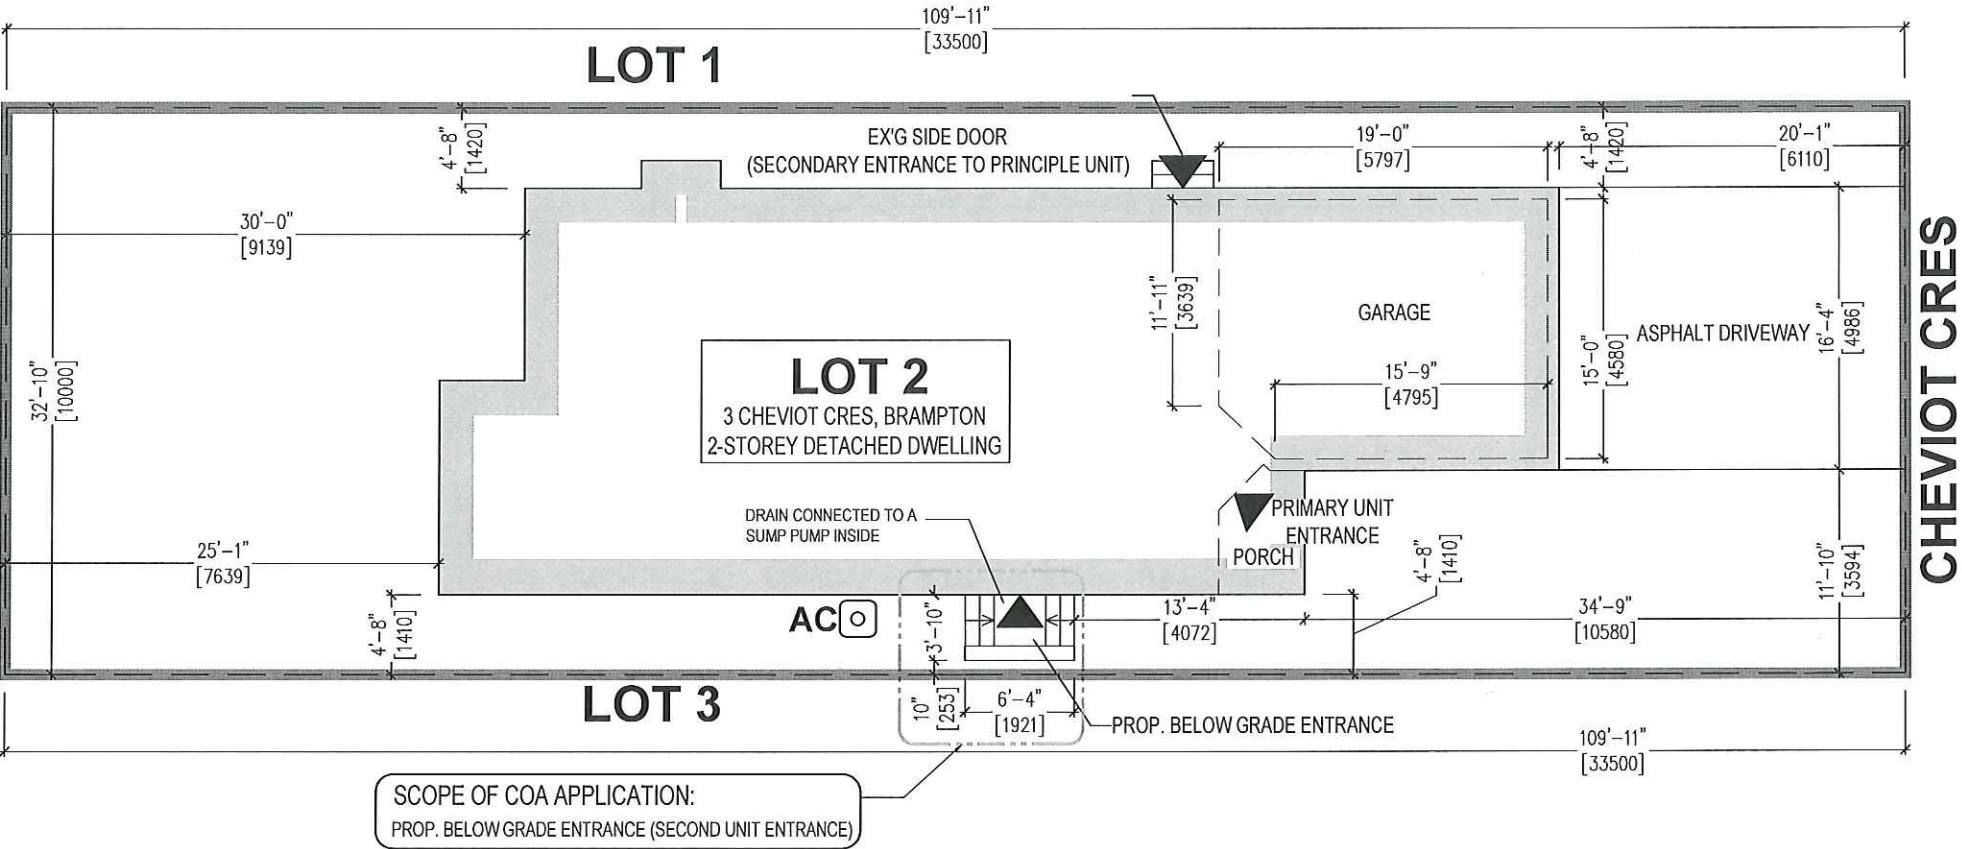 109'-11"
[33500]
LOT 1
4'-8"
[1420]
EX'G SIDE DOOR
(SECONDARY ENTRANCE TO PRINCIPLE UNIT)
19'-0"
[5797]
4'-8"
[1420]
20'-1"
[6110]
30'-0"
[9139]
11'-11"
[3639]
GARAGE
15'-9"
[4795]
15'-0"
[4580]
ASPHALT DRIVEWAY
16'-4"
[4986]
CHEVIOT CRES
32'-10"
[10000]
LOT 2
3 CHEVIOT CRES, BRAMPTON
2-STOREY DETACHED DWELLING
DRAIN CONNECTED TO A
SUMP PUMP INSIDE
PRIMARY UNIT
ENTRANCE
PORCH
25'-1"
[7639]
4'-8"
[1410]
11'-10"
[3594]
4'-8"
[1410]
AC
3'-10"
13'-4"
[4072]
34'-9"
[10580]
LOT 3
10"
[253]
6'-4"
[1921]
PROP. BELOW GRADE ENTRANCE
109'-11"
[33500]
SCOPE OF COA APPLICATION:
PROP. BELOW GRADE ENTRANCE (SECOND UNIT ENTRANCE)